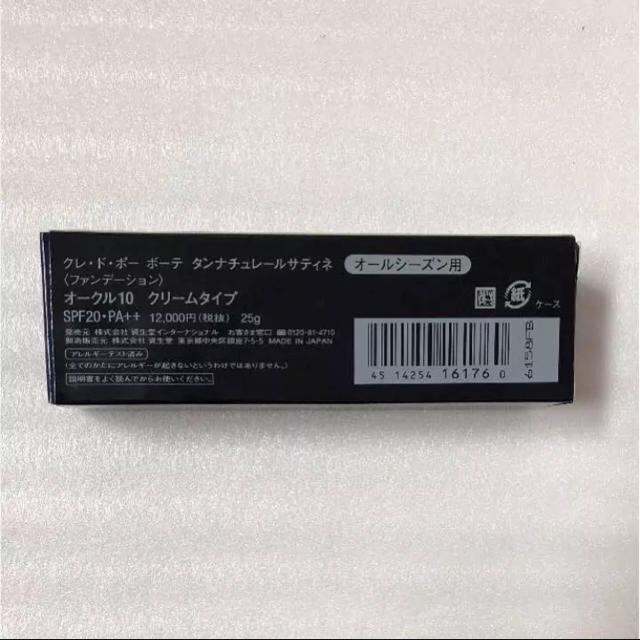 クレ・ド・ポー ボーテ タンナチュレールサティネ オールシーズン用
〈ファンデーション〉
オークル10 クリームタイプ
SPF20・PA++ 12,000円(税抜) 25g
発売元 株式会社 資生堂インターナショナル お客さま窓口 0120-81-4710
製造販売元 株式会社 資生堂 東京都中央区銀座7-5-5 MADE IN JAPAN
アレルギーテスト済み
(全てのかたにアレルギーが起きないというわけではありません。)
説明書をよく読んでからお使いください。
4 514254 161760
紙 ケース
6158FB